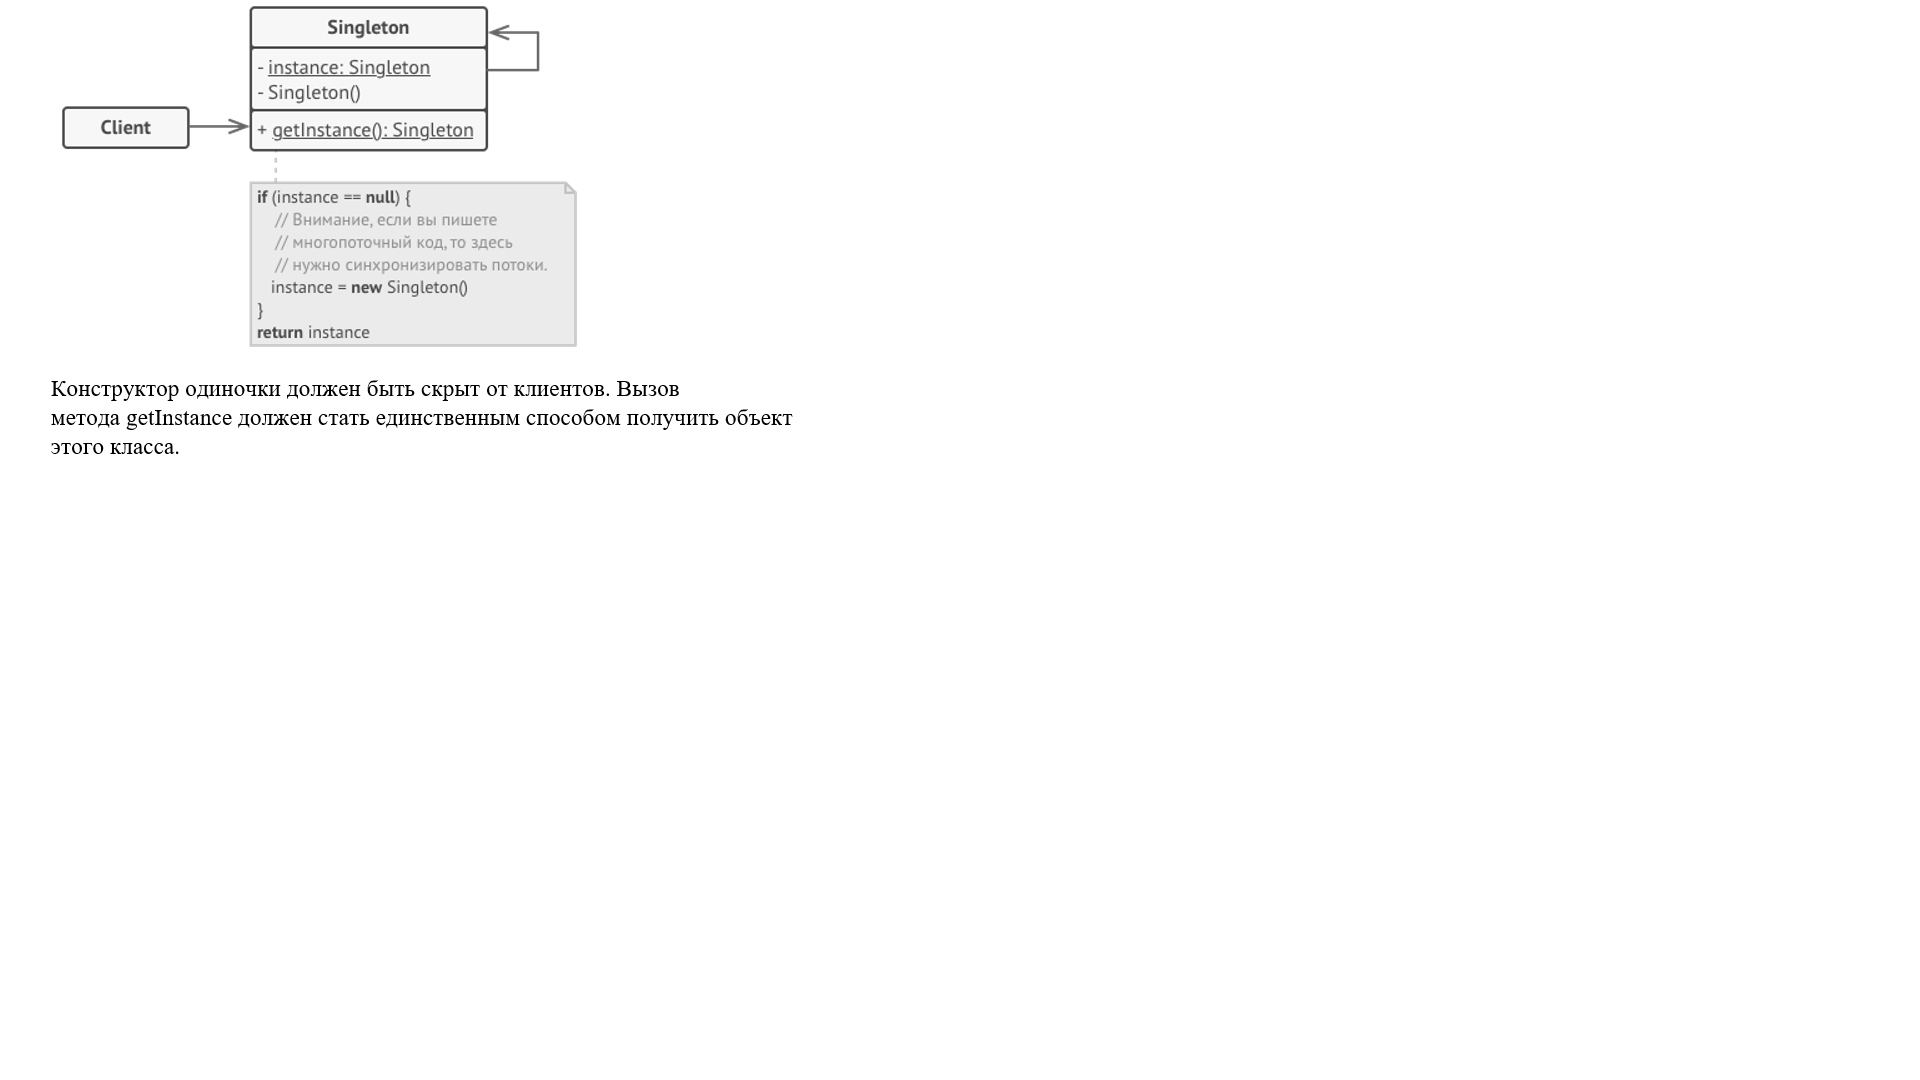 Singleton
- instance: Singleton
- Singleton()
Client
+ getInstance(): Singleton
if (instance == null) {
// Внимание, если вы пишете
// многопоточный код, то здесь
// нужно синхронизировать потоки.
instance = new Singleton()
}
return instance
Конструктор одиночки должен быть скрыт от клиентов. Вызов
метода getInstance должен стать единственным способом получить объект
этого класса.